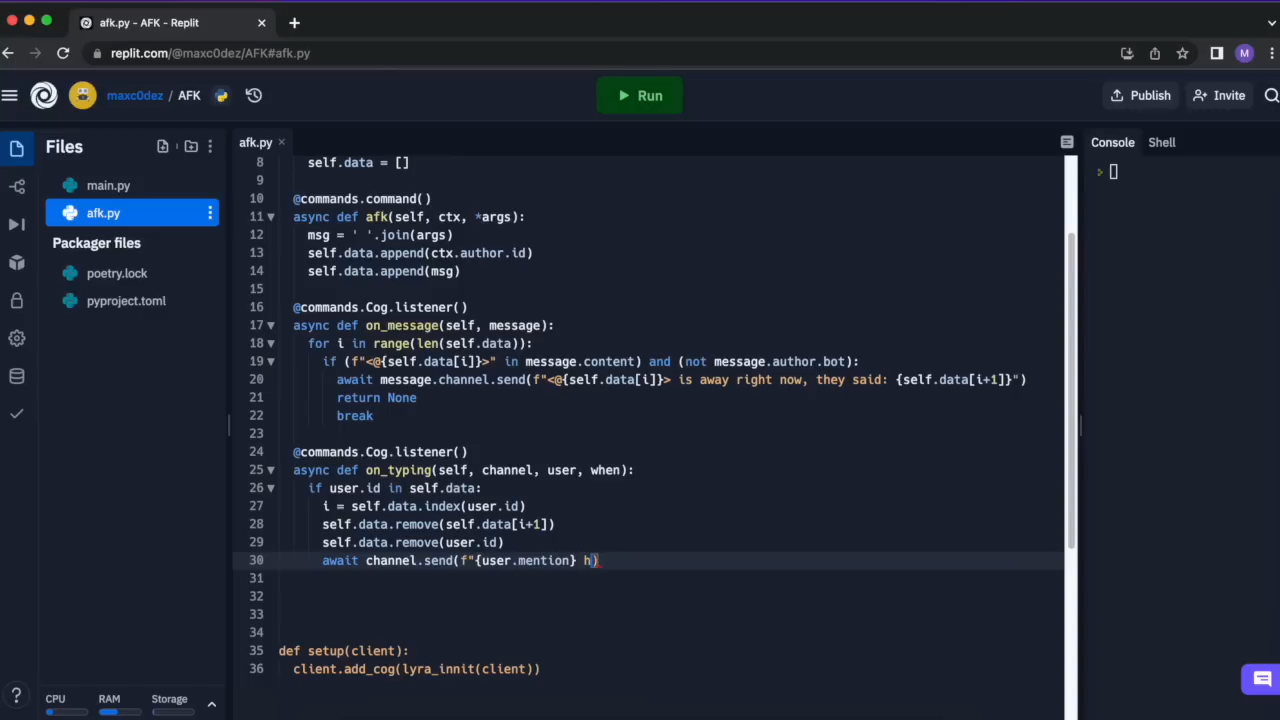 afk.py - AFK - Replit
replit.com/@maxc0dez/AFK#afk.py
M
maxc0dez / AFK
Run
Publish
Invite
Files
main.py
afk.py
Packager files
poetry.lock
pyproject.toml
CPU
RAM
Storage
afk.py
8 self.data = []
9
10 @commands.command()
11 async def afk(self, ctx, *args):
12 msg = ' '.join(args)
13 self.data.append(ctx.author.id)
14 self.data.append(msg)
15
16 @commands.Cog.listener()
17 async def on_message(self, message):
18 for i in range(len(self.data)):
19 if (f"<@{self.data[i]}>" in message.content) and (not message.author.bot):
20 await message.channel.send(f"<@{self.data[i]}> is away right now, they said: {self.data[i+1]}")
21 return None
22 break
23
24 @commands.Cog.listener()
25 async def on_typing(self, channel, user, when):
26 if user.id in self.data:
27 i = self.data.index(user.id)
28 self.data.remove(self.data[i+1])
29 self.data.remove(user.id)
30 await channel.send(f"{user.mention} h)
31
32
33
34
35 def setup(client):
36 client.add_cog(lyra_innit(client))
Console
Shell